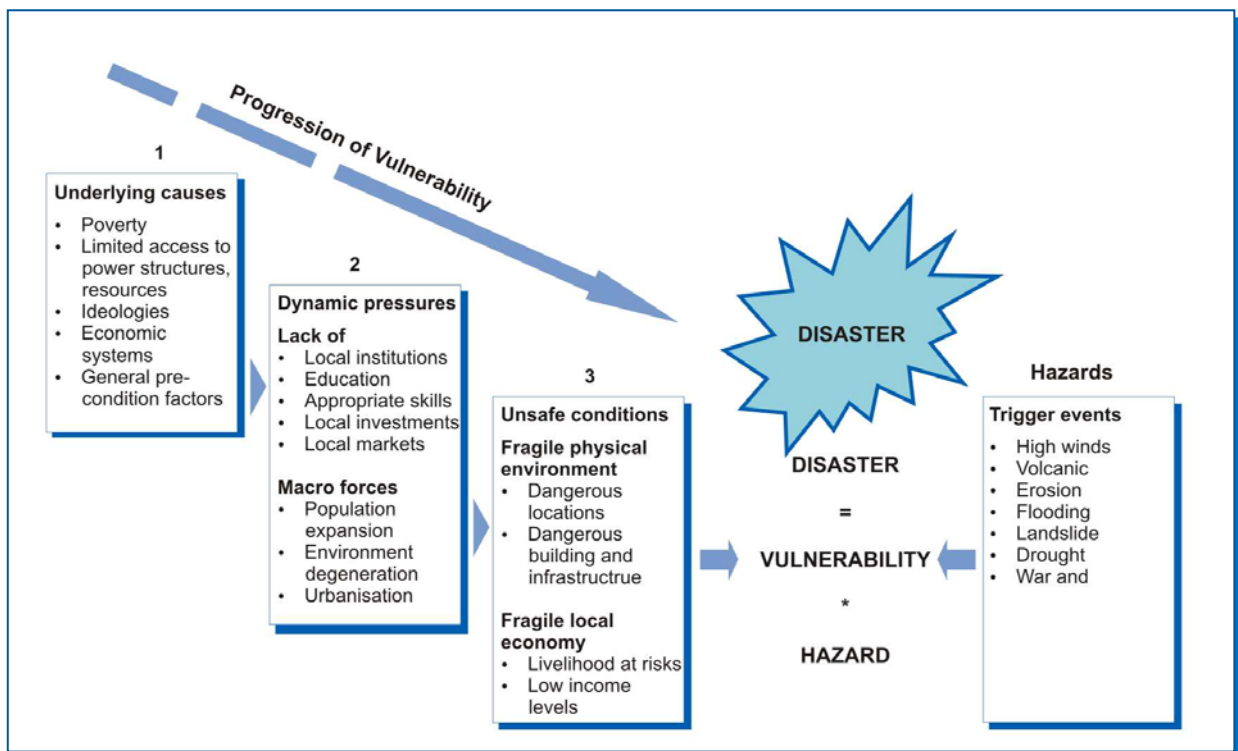 Progression of Vulnerability
1
Underlying causes
• Poverty
• Limited access to
power structures,
resources
• Ideologies
• Economic
systems
• General pre-
condition factors
2
Dynamic pressures
Lack of
• Local institutions
• Education
• Appropriate skills
• Local investments
• Local markets
Macro forces
• Population
expansion
• Environment
degeneration
• Urbanisation
3
Unsafe conditions
Fragile physical
environment
• Dangerous
locations
• Dangerous
building and
infrastructrue
Fragile local
economy
• Livelihood at risks
• Low income
levels
DISASTER
DISASTER
=
VULNERABILITY
*
HAZARD
Hazards
Trigger events
• High winds
• Volcanic
• Erosion
• Flooding
• Landslide
• Drought
• War and